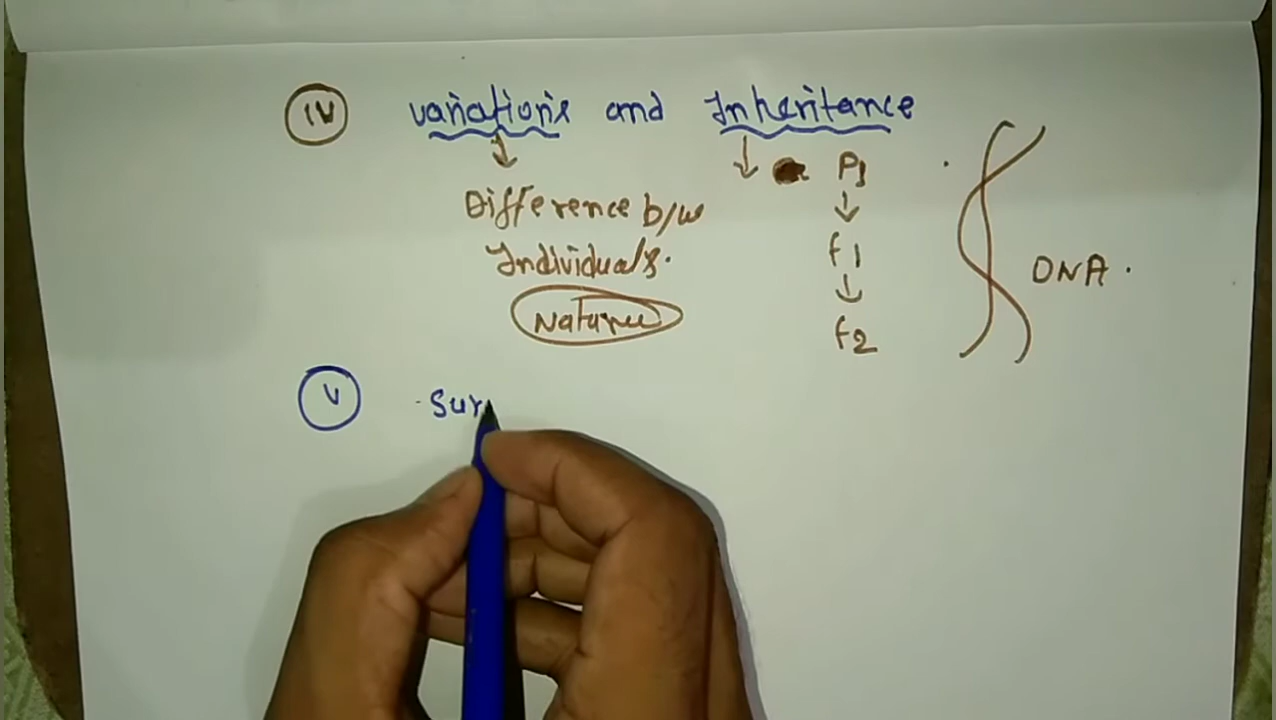 IV Variations and Inheritance
P1
Difference b/w
Individuals.
f1
DNA.
Nature
f2
V Sur